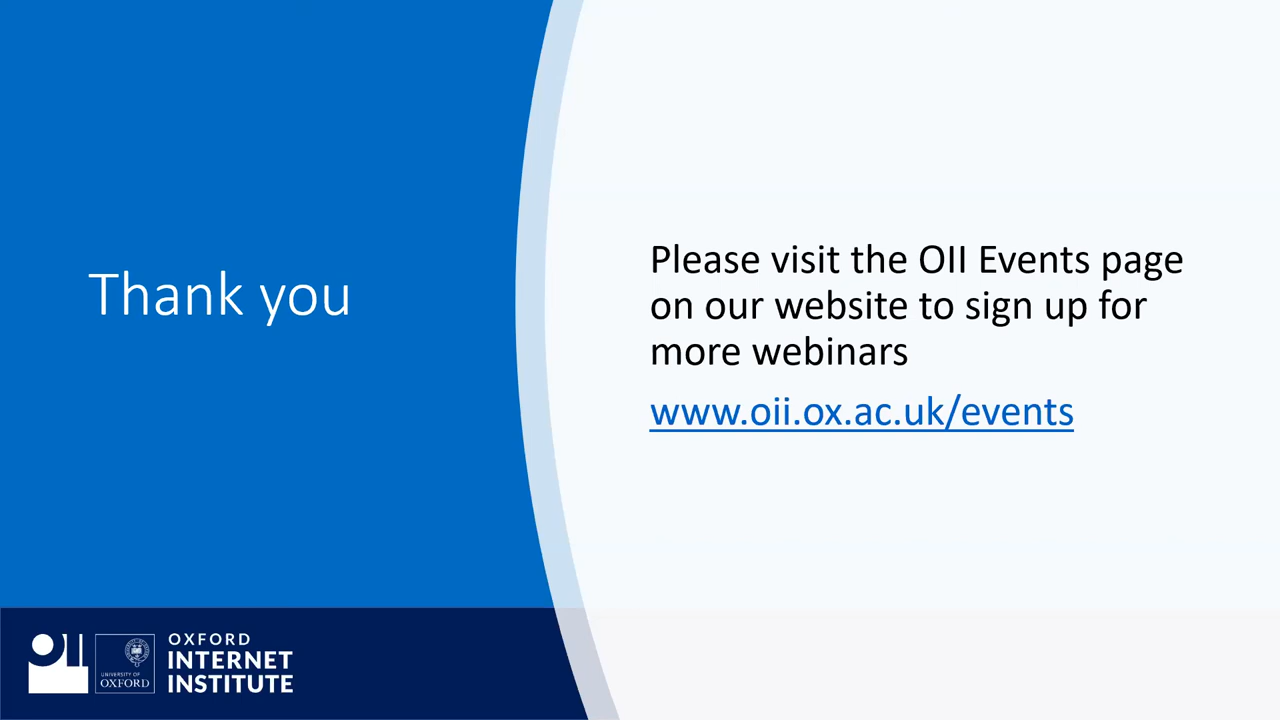 Thank you
Please visit the OII Events page
on our website to sign up for
more webinars
www.oii.ox.ac.uk/events
OII
UNIVERSITY OF
OXFORD
OXFORD
INTERNET
INSTITUTE